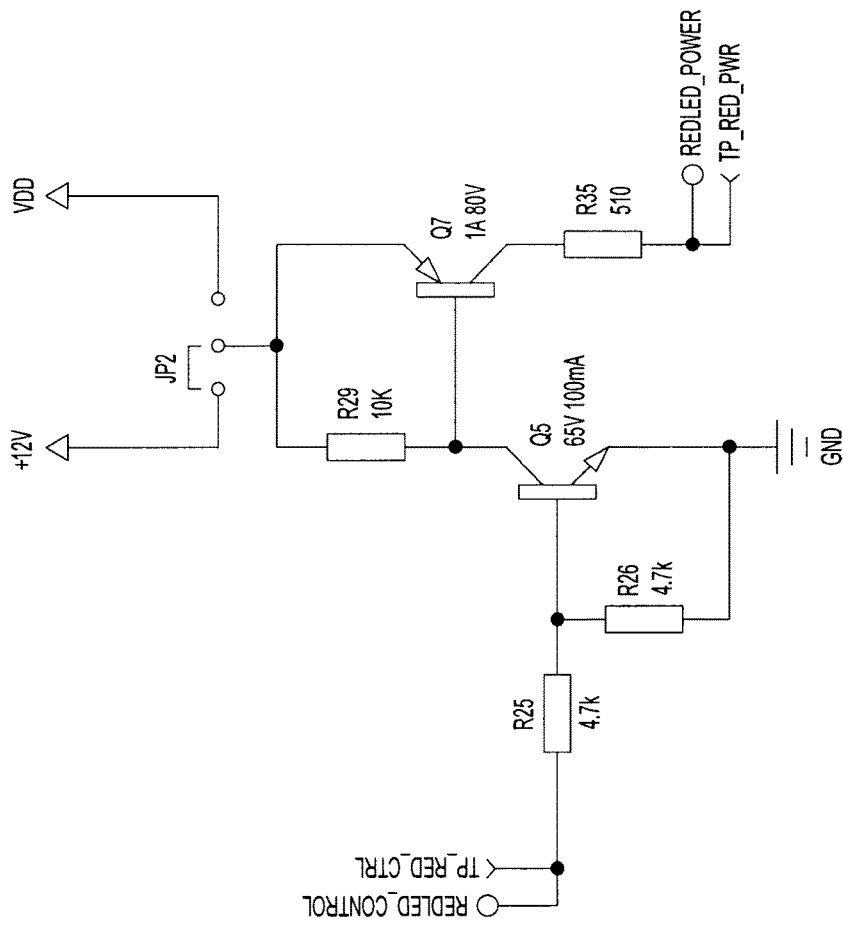 VDD
+12V
JP2
R29
10K
Q7
1A 80V
R35
510
REDLED_POWER
TP_RED_PWR
Q5
65V 100mA
GND
R26
4.7k
R25
4.7k
TP_RED_CTRL
REDLED_CONTROL